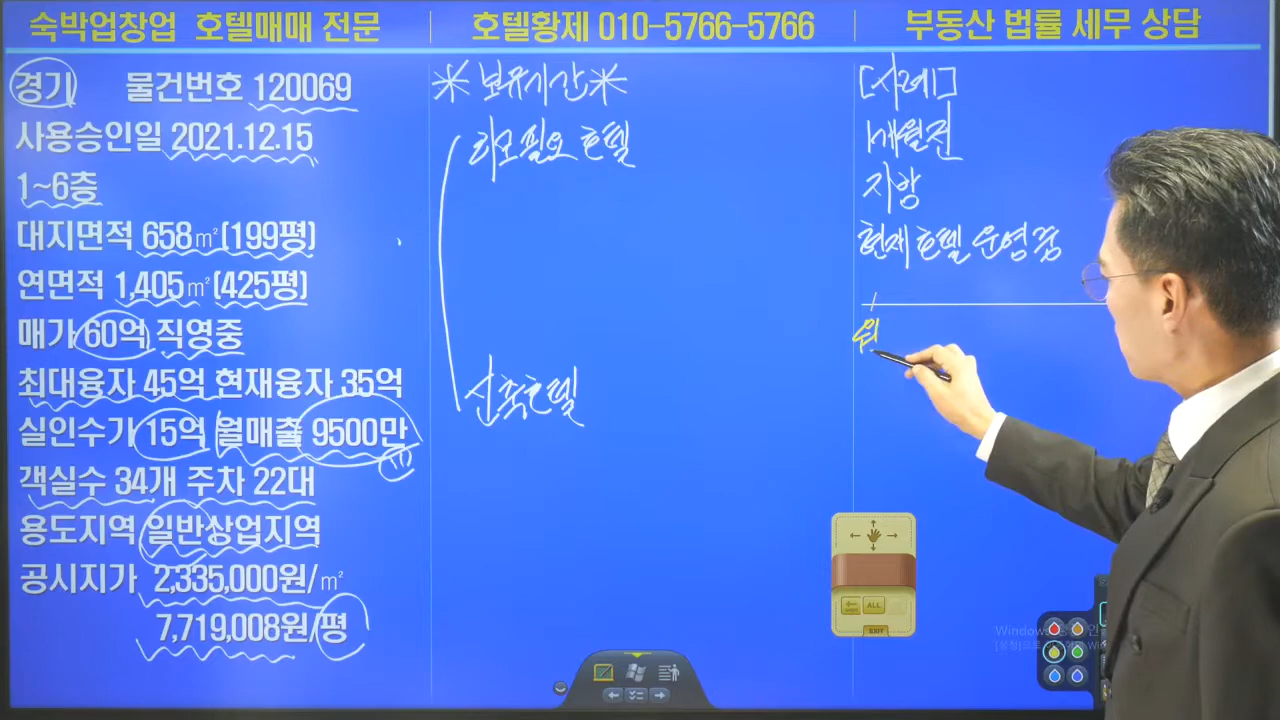 숙박업창업 호텔매매 전문
호텔황제 010-5766-5766
부동산 법률 세무 상담
경기 물건번호 120069
사용승인일 2021.12.15
1~6층
대지면적 658㎡(199평)
연면적 1,405㎡(425평)
매가 60억 직영중
최대융자 45억 현재융자 35억
실인수가 15억 월매출 9500만
객실수 34개 주차 22대
용도지역 일반상업지역
공시지가 2,335,000원/㎡
7,719,008원/평
*보유기간*
리모필요 호텔
신축호텔
[사례]
1개월전
지방
현재 호텔 운영중
ALL
EXIT
Windows